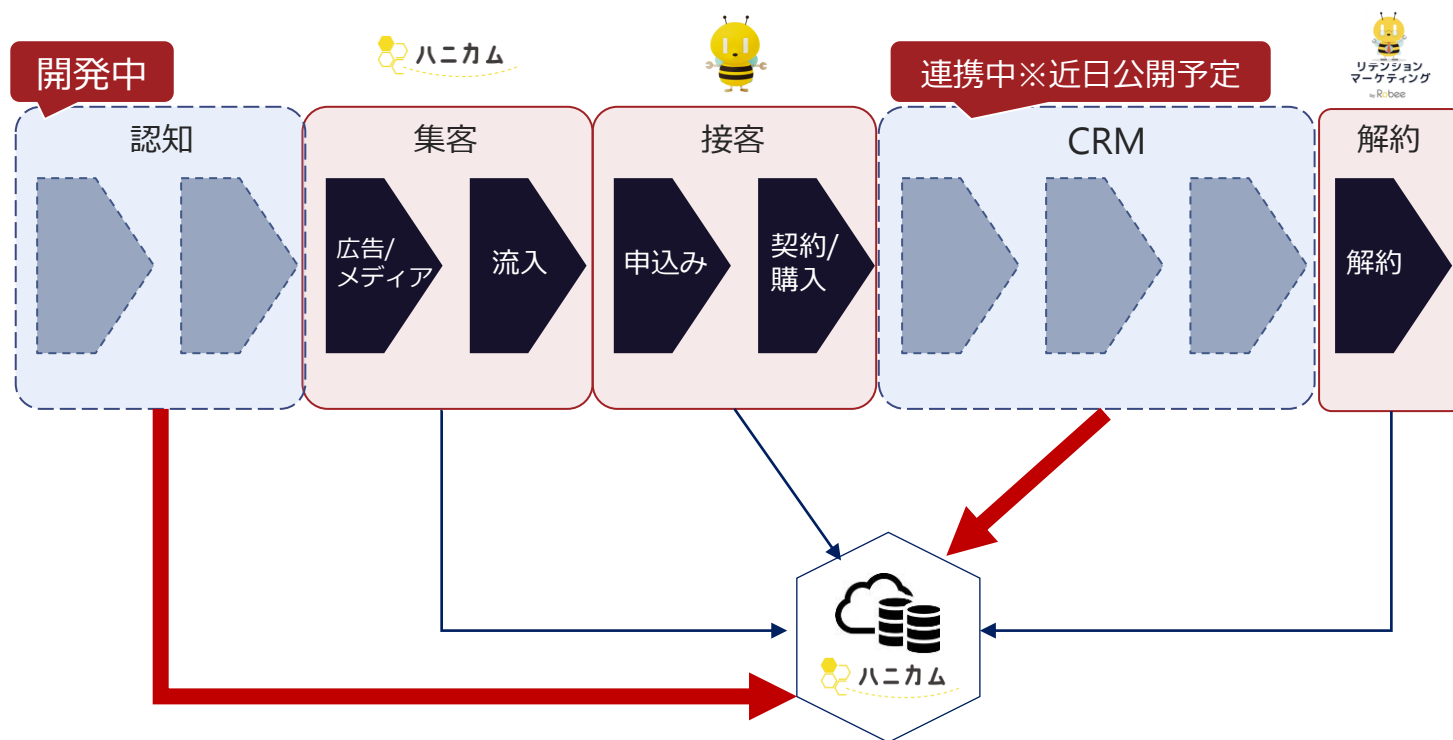 開発中
ハニカム
連携中※近日公開予定
リテンション
マーケティング
by Robee
認知
集客
接客
CRM
解約
広告/
メディア
流入
申込み
契約/
購入
解約
ハニカム